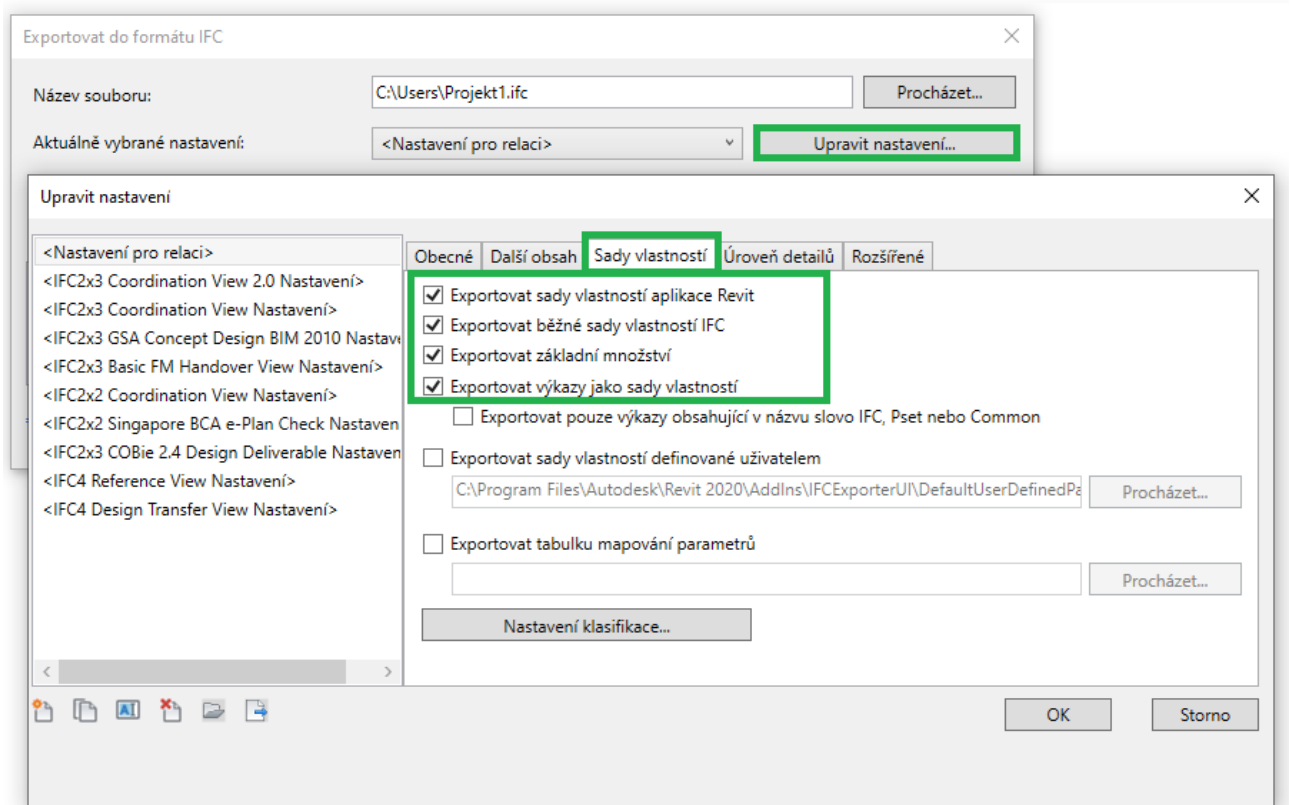 Exportovat do formátu IFC
Název souboru:
C:\Users\Projekt1.ifc
Procházet...
Aktuálně vybrané nastavení:
<Nastavení pro relaci>
Upravit nastavení...
Upravit nastavení
<Nastavení pro relaci>
<IFC2x3 Coordination View 2.0 Nastavení>
<IFC2x3 Coordination View Nastavení>
<IFC2x3 GSA Concept Design BIM 2010 Nastave
<IFC2x3 Basic FM Handover View Nastavení>
<IFC2x2 Coordination View Nastavení>
<IFC2x2 Singapore BCA e-Plan Check Nastaven
<IFC2x3 COBie 2.4 Design Deliverable Nastaven
<IFC4 Reference View Nastavení>
<IFC4 Design Transfer View Nastavení>
Obecné Další obsah Sady vlastností Úroveň detailů Rozšířené
Exportovat sady vlastností aplikace Revit
Exportovat běžné sady vlastností IFC
Exportovat základní množství
Exportovat výkazy jako sady vlastností
Exportovat pouze výkazy obsahující v názvu slovo IFC, Pset nebo Common
Exportovat sady vlastností definované uživatelem
C:\Program Files\Autodesk\Revit 2020\AddIns\IFCExporterUI\DefaultUserDefinedPa
Procházet...
Exportovat tabulku mapování parametrů
Procházet...
Nastavení klasifikace...
OK
Storno